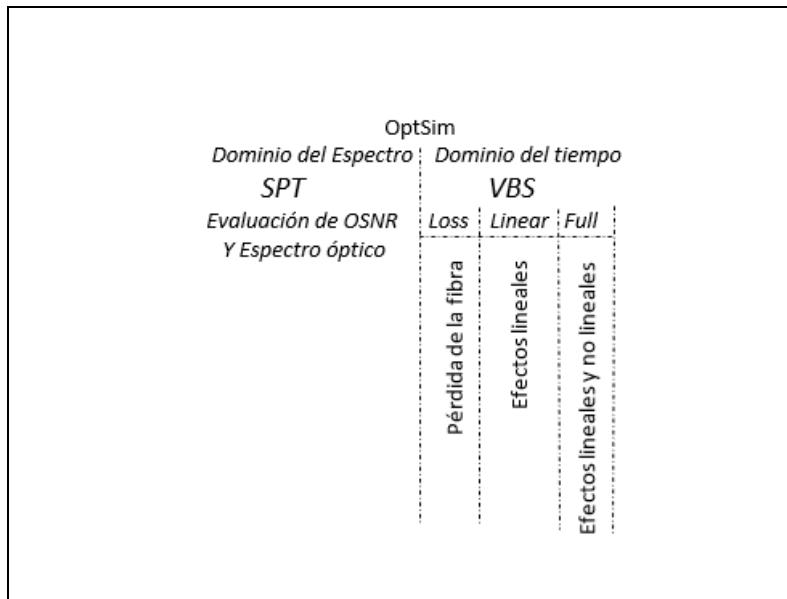 OptSim
Dominio del Espectro Dominio del tiempo
SPT VBS
Evaluación de OSNR Loss Linear Full
Y Espectro óptico
Pérdida de la fibra
Efectos lineales
Efectos lineales y no lineales